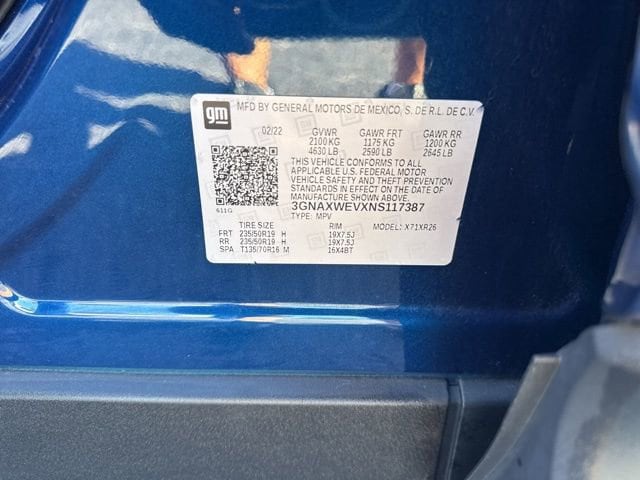 gm
MFD BY GENERAL MOTORS DE MEXICO, S. DE R.L. DE C.V.
02/22 GVWR GAWR FRT GAWR RR
2100 KG 1175 KG 1200 KG
4630 LB 2590 LB 2645 LB
THIS VEHICLE CONFORMS TO ALL
APPLICABLE U.S. FEDERAL MOTOR
VEHICLE SAFETY AND THEFT PREVENTION
STANDARDS IN EFFECT ON THE DATE OF
MANUFACTURE SHOWN ABOVE.
3GNAXWEVXNS117387
611G
TYPE: MPV
TIRE SIZE RIM MODEL: X71XR26
FRT 235/50R19 H 19X7.5J
RR 235/50R19 H 19X7.5J
SPA T135/70R16 M 16X4BT